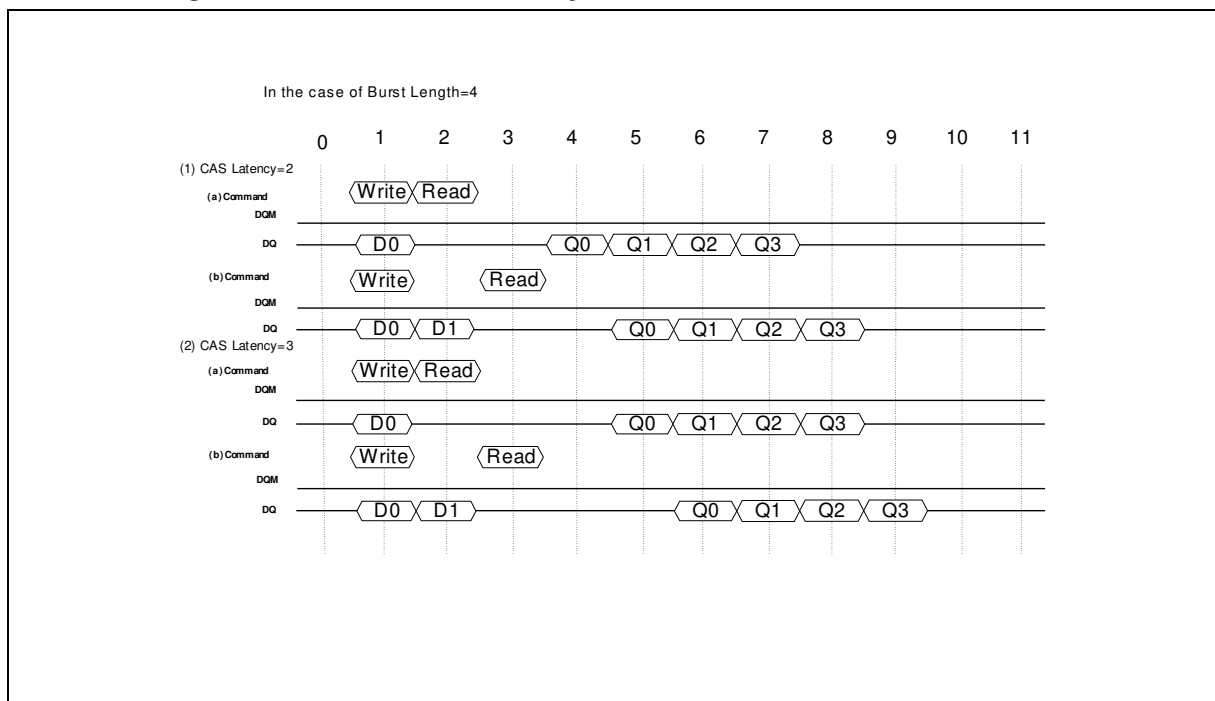 In the case of Burst Length=4
0 1 2 3 4 5 6 7 8 9 10 11
(1) CAS Latency=2
(a)Command Write Read
DQM
DQ D0 Q0 Q1 Q2 Q3
(b)Command Write Read
DQM
DQ D0 D1 Q0 Q1 Q2 Q3
(2) CAS Latency=3
(a)Command Write Read
DQM
DQ D0 Q0 Q1 Q2 Q3
(b)Command Write Read
DQM
DQ D0 D1 Q0 Q1 Q2 Q3